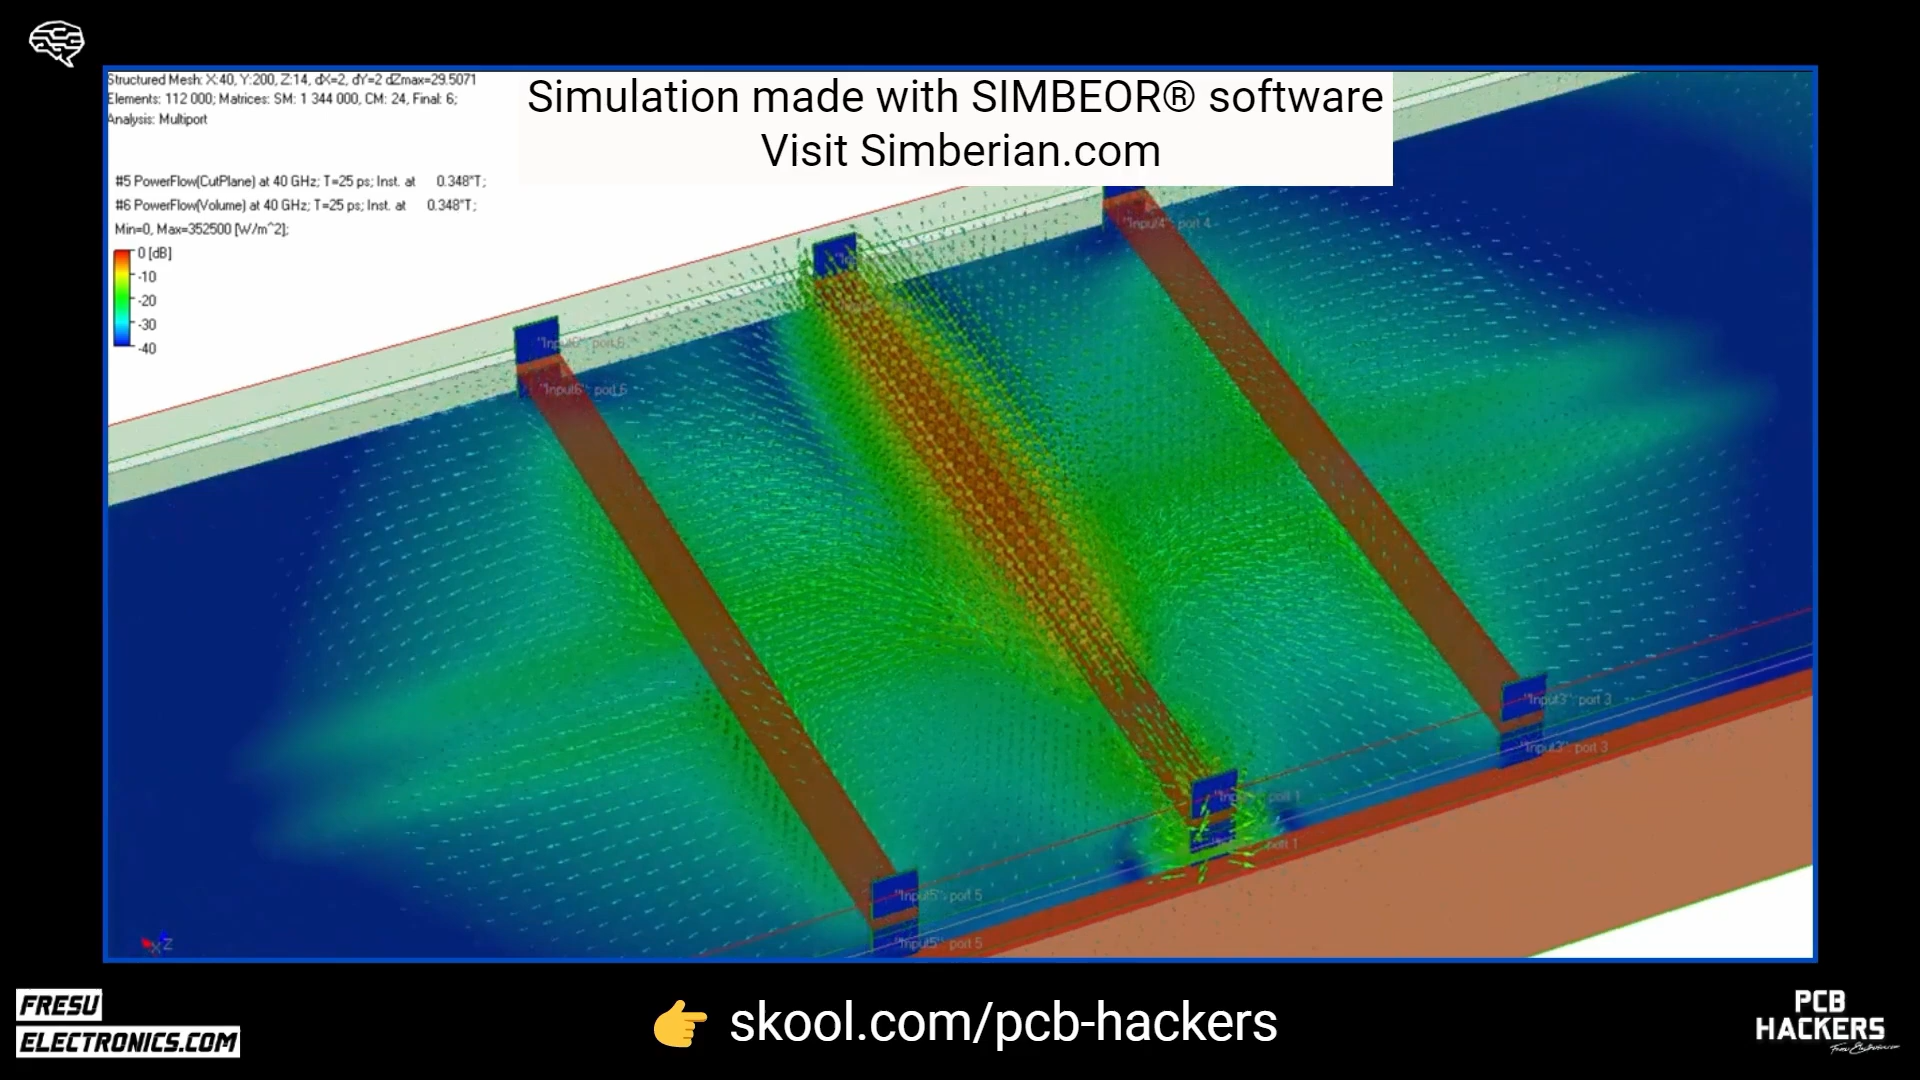 Structured Mesh: X:40, Y:200, Z:14, dX=2, dY=2 dZmax=29.5071
Elements: 112 000; Matrices: SM: 1 344 000, CM: 24, Final: 6;
Analysis: Multiport
Simulation made with SIMBEOR® software
Visit Simberian.com
#5 PowerFlow(CutPlane) at 40 GHz; T=25 ps; Inst. at 0.348"T;
#6 PowerFlow(Volume) at 40 GHz; T=25 ps; Inst. at 0.348"T;
Min=0, Max=352500 [W/m^2];
0 [dB]
-10
-20
-30
-40
"Input4": port 4
"Input6": port 6
"Input6": port 6
"Input3": port 3
"Input3": port 3
port 1
port 1
"Input5": port 5
"Input5": port 5
Z
FRESU
ELECTRONICS.COM
skool.com/pcb-hackers
PCB
HACKERS